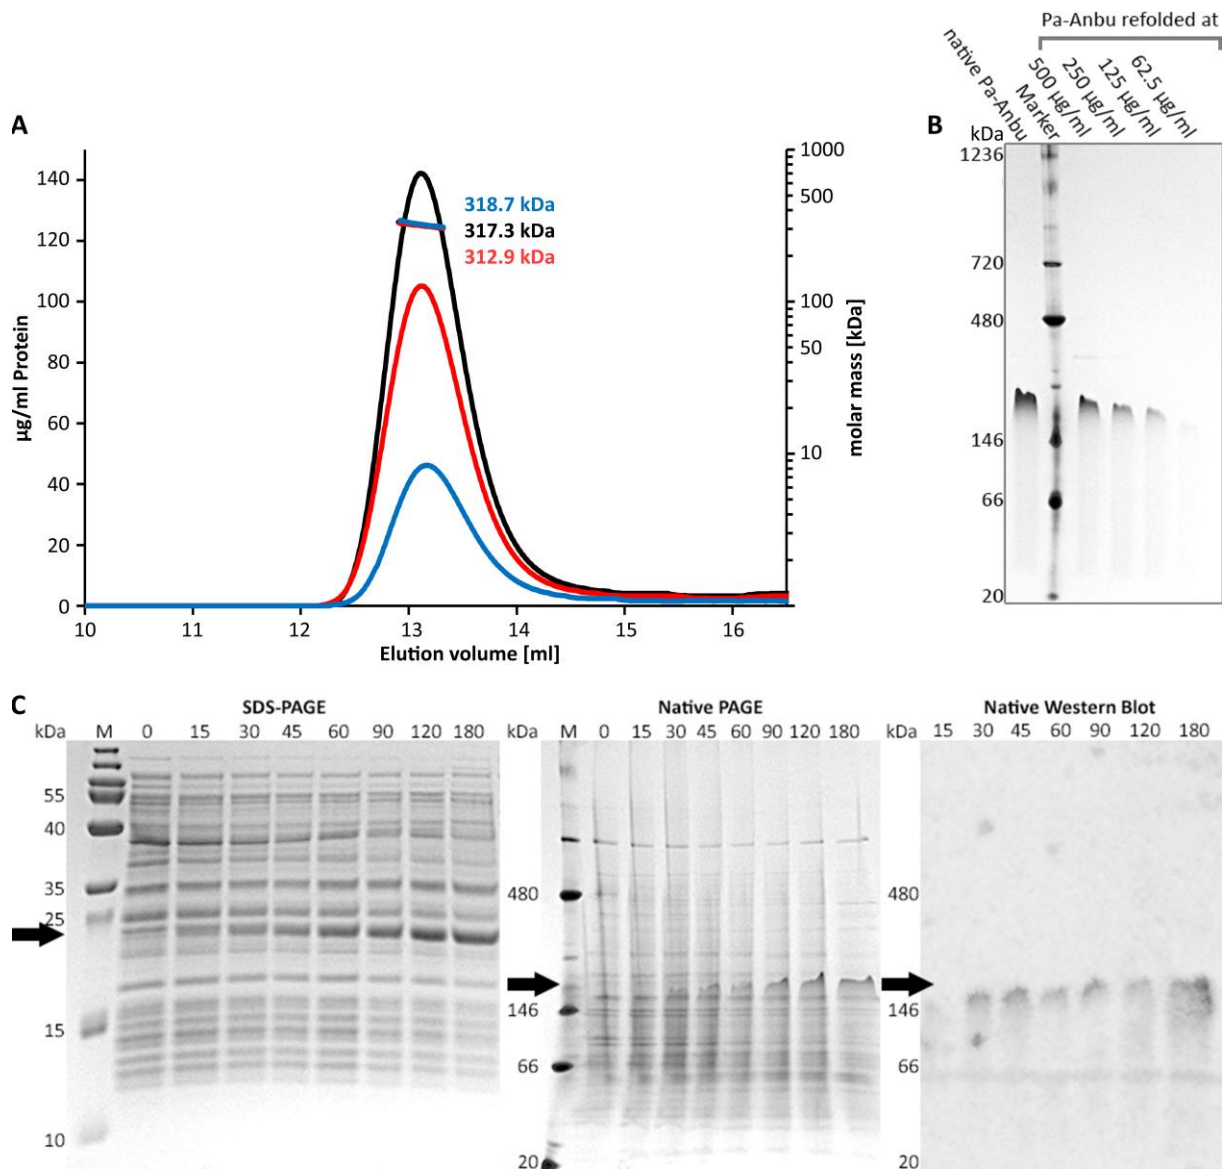 A
µg/ml Protein
140
120
100
80
60
40
20
0
10 11 12 13 14 15 16
Elution volume [ml]
318.7 kDa
317.3 kDa
312.9 kDa
1000
500
100
50
10
molar mass [kDa]
B
Pa-Anbu refolded at
native Pa-Anbu
Marker
500 µg/ml
250 µg/ml
125 µg/ml
62.5 µg/ml
kDa
1236
720
480
146
66
20
C
SDS-PAGE
kDa M 0 15 30 45 60 90 120 180
55
40
35
25
15
10
Native PAGE
kDa M 0 15 30 45 60 90 120 180
480
146
66
20
Native Western Blot
kDa 15 30 45 60 90 120 180
480
146
66
20